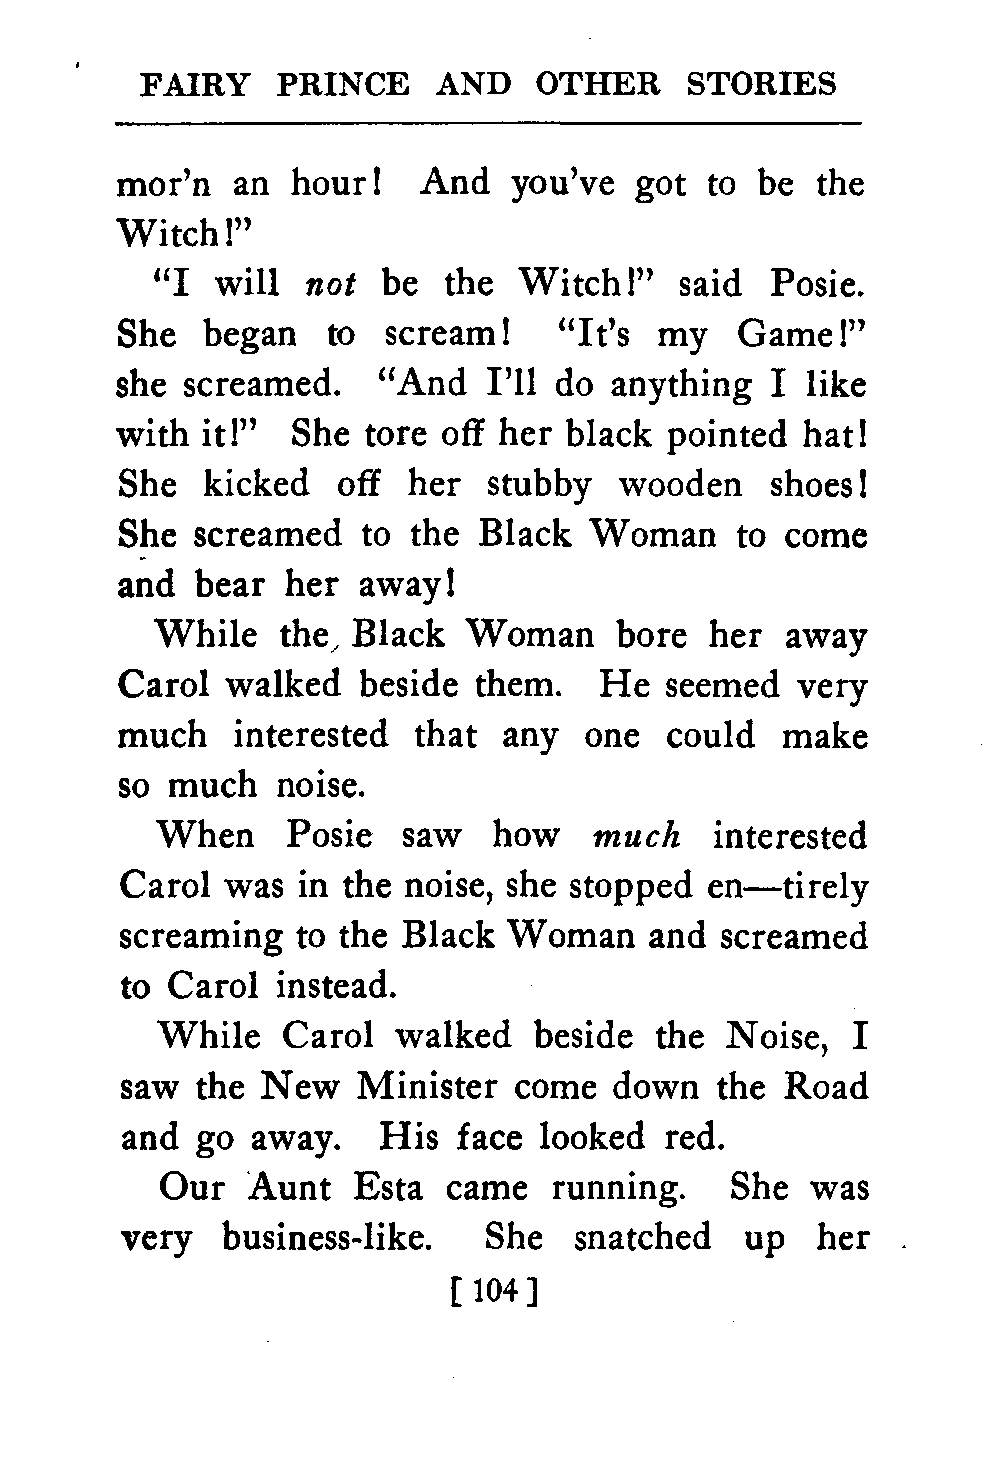 FAIRY PRINCE AND OTHER STORIES
mor'n an hour! And you've got to be the
Witch!"
"I will not be the Witch!" said Posie.
She began to scream! "It's my Game!"
she screamed. "And I'll do anything I like
with it!" She tore off her black pointed hat!
She kicked off her stubby wooden shoes!
She screamed to the Black Woman to come
and bear her away!
While the Black Woman bore her away
Carol walked beside them. He seemed very
much interested that any one could make
so much noise.
When Posie saw how much interested
Carol was in the noise, she stopped en—tirely
screaming to the Black Woman and screamed
to Carol instead.
While Carol walked beside the Noise, I
saw the New Minister come down the Road
and go away. His face looked red.
Our Aunt Esta came running. She was
very business-like. She snatched up her
[ 104 ]